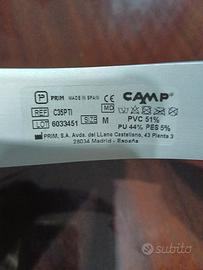 PRIM MADE IN SPAIN CE CAMP®
REF C35PTI MD
LOT 6033451 SIZE M PVC 51%
PU 44% PES 5%
PRIM, S.A. Avda. del LLano Castellano, 43 Planta 3
28034 Madrid - España
subito